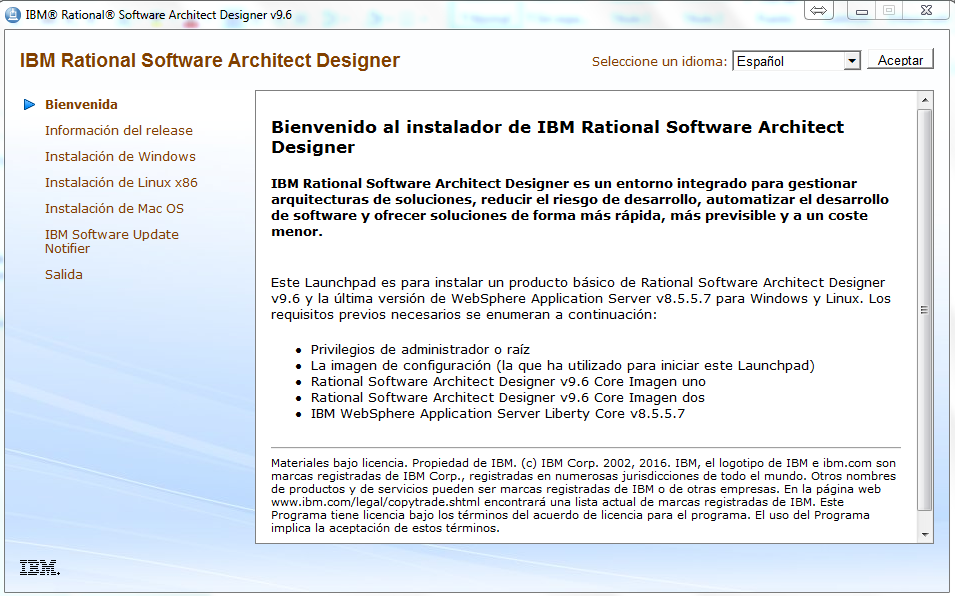 IBM® Rational® Software Architect Designer v9.6
IBM Rational Software Architect Designer
Seleccione un idioma:
Español
Aceptar
Bienvenida
Información del release
Instalación de Windows
Instalación de Linux x86
Instalación de Mac OS
IBM Software Update
Notifier
Salida
Bienvenido al instalador de IBM Rational Software Architect
Designer
IBM Rational Software Architect Designer es un entorno integrado para gestionar
arquitecturas de soluciones, reducir el riesgo de desarrollo, automatizar el desarrollo
de software y ofrecer soluciones de forma más rápida, más previsible y a un coste
menor.
Este Launchpad es para instalar un producto básico de Rational Software Architect Designer
v9.6 y la última versión de WebSphere Application Server v8.5.5.7 para Windows y Linux. Los
requisitos previos necesarios se enumeran a continuación:
• Privilegios de administrador o raíz
• La imagen de configuración (la que ha utilizado para iniciar este Launchpad)
• Rational Software Architect Designer v9.6 Core Imagen uno
• Rational Software Architect Designer v9.6 Core Imagen dos
• IBM WebSphere Application Server Liberty Core v8.5.5.7
Materiales bajo licencia. Propiedad de IBM. (c) IBM Corp. 2002, 2016. IBM, el logotipo de IBM e ibm.com son
marcas registradas de IBM Corp., registradas en numerosas jurisdicciones de todo el mundo. Otros nombres
de productos y de servicios pueden ser marcas registradas de IBM o de otras empresas. En la página web
www.ibm.com/legal/copytrade.shtml encontrará una lista actual de marcas registradas de IBM. Este
Programa tiene licencia bajo los términos del acuerdo de licencia para el programa. El uso del Programa
implica la aceptación de estos términos.
IBM.